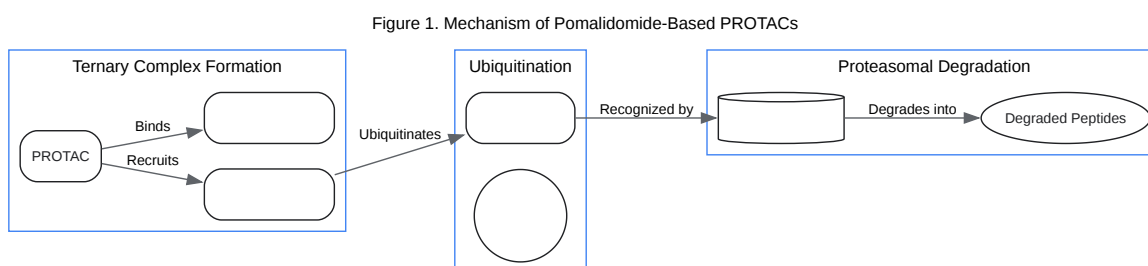 Figure 1. Mechanism of Pomalidomide-Based PROTACs
Ternary Complex Formation
Ubiquitination
Proteasomal Degradation
Binds
Ubiquitinates
Recognized by
Degrades into
Degraded Peptides
PROTAC
Recruits